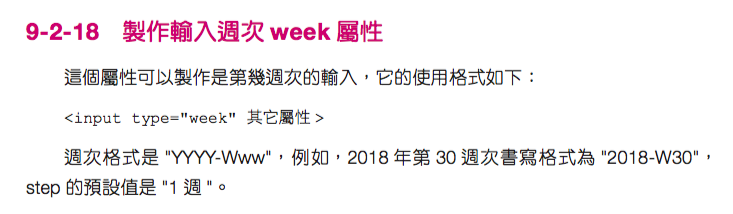 9-2-18 製作輸入週次 week 屬性
這個屬性可以製作是第幾週次的輸入，它的使用格式如下：
<input type="week" 其它屬性>
週次格式是 "YYYY-Www"，例如，2018 年第 30 週次書寫格式為 "2018-W30"，
step 的預設值是 "1 週 "。